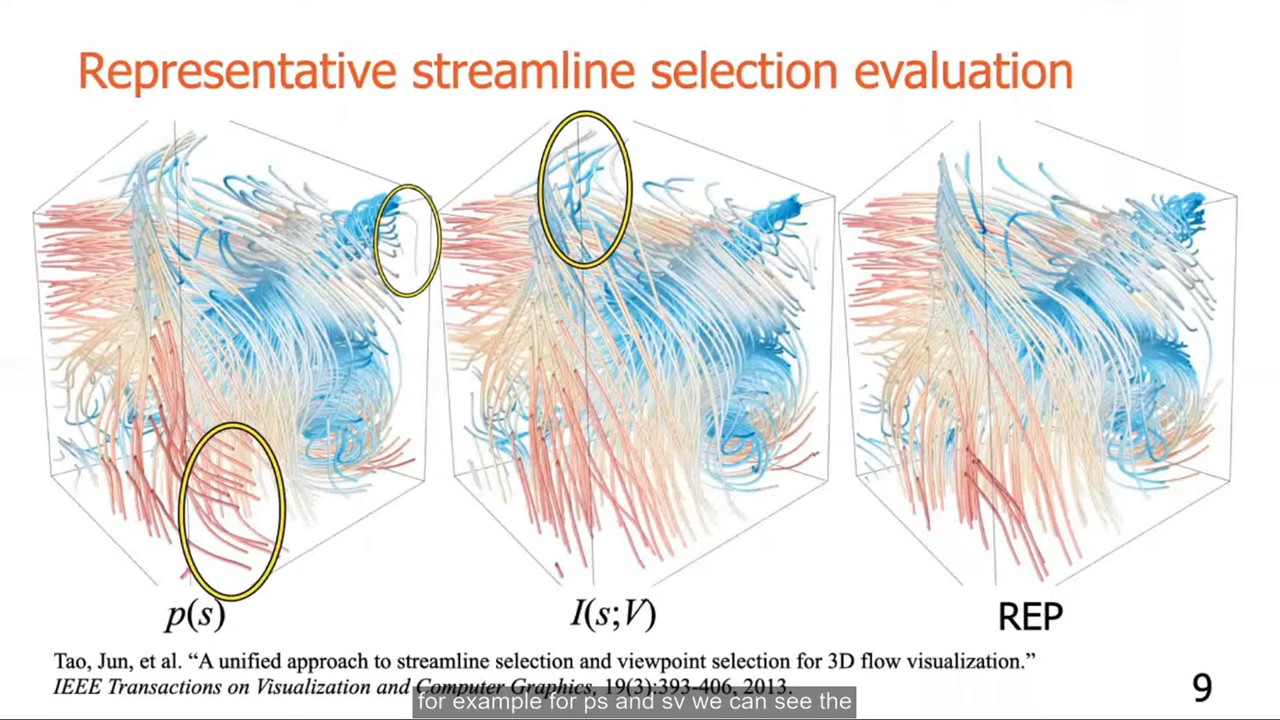 Representative streamline selection evaluation
p(s)
I(s;V)
REP
Tao, Jun, et al. “A unified approach to streamline selection and viewpoint selection for 3D flow visualization.”
IEEE Transactions on Visualization and Computer Graphics, 19(3):393-406, 2013.
9
for example for ps and sv we can see the